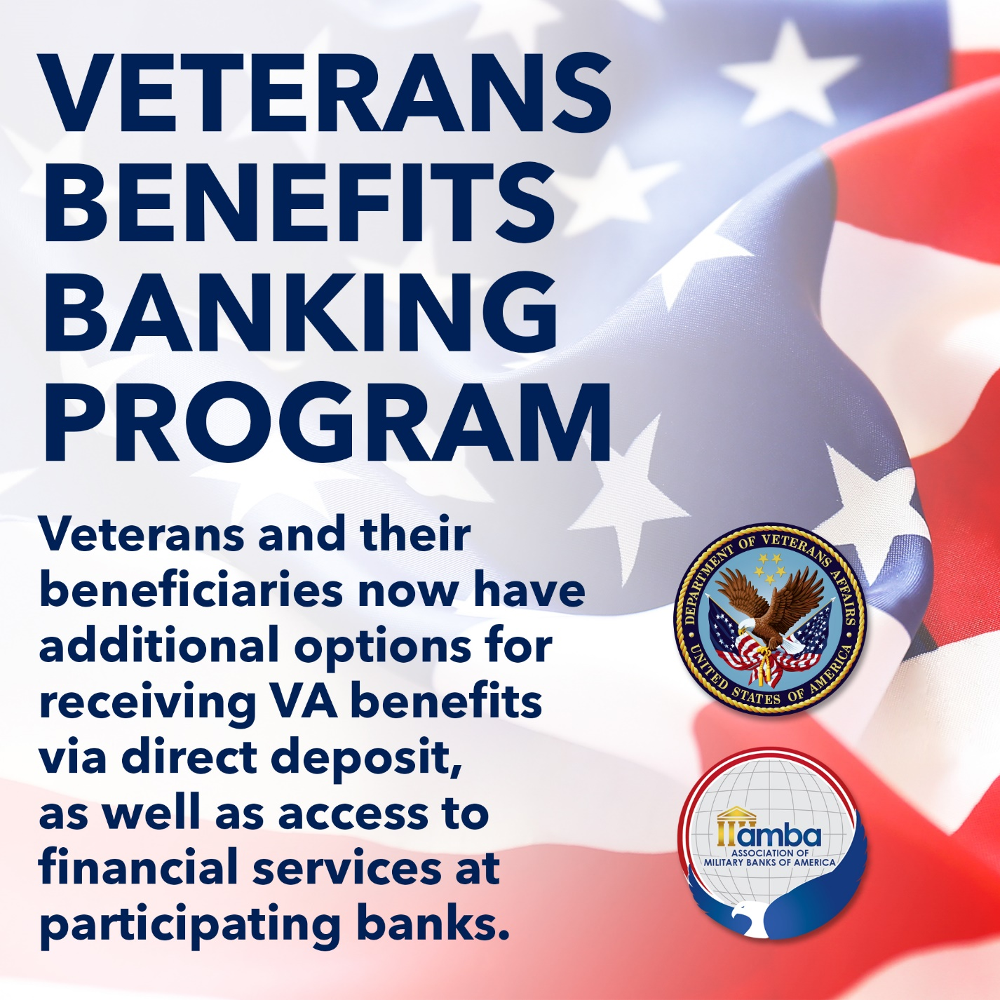 VETERANS
BENEFITS
BANKING
PROGRAM
Veterans and their
beneficiaries now have
additional options for
receiving VA benefits
via direct deposit,
as well as access to
financial services at
participating banks.
DEPARTMENT OF VETERANS AFFAIRS
UNITED STATES OF AMERICA
amba
ASSOCIATION OF
MILITARY BANKS OF AMERICA